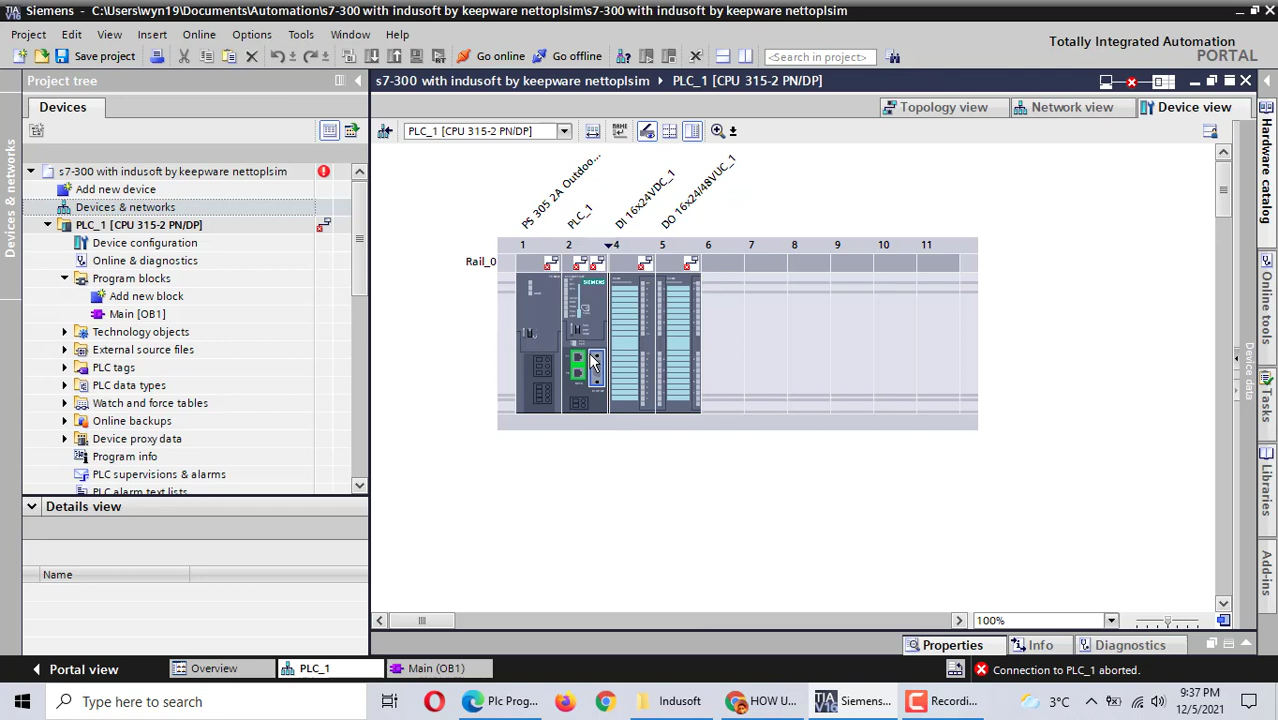 Siemens - C:\Users\wyn19\Documents\Automation\s7-300 with indusoft by keepware nettoplsim\s7-300 with indusoft by keepware nettoplsim
Project Edit View Insert Online Options Tools Window Help
Totally Integrated Automation
PORTAL
Save project
Go online
Go offline
<Search in project>
Project tree
s7-300 with indusoft by keepware nettoplsim PLC_1 [CPU 315-2 PN/DP]
Devices
Topology view
Network view
Device view
PLC_1 [CPU 315-2 PN/DP]
s7-300 with indusoft by keepware nettoplsim
Add new device
Devices & networks
PLC_1 [CPU 315-2 PN/DP]
Device configuration
Online & diagnostics
Program blocks
Add new block
Main [OB1]
Technology objects
External source files
PLC tags
PLC data types
Watch and force tables
Online backups
Device proxy data
Program info
PLC supervisions & alarms
PLC alarm text lists
PS 305 2A Outdoo...
PLC_1
DI 16x24VDC_1
DO 16x24/48VUC_1
1 2 4 5 6 7 8 9 10 11
Rail_0
SIEMENS
Devices & networks
Hardware catalog
Online tools
Tasks
Libraries
Add-ins
Device data
Details view
Name
100%
Properties
Info
Diagnostics
Portal view
Overview
PLC_1
Main (OB1)
Connection to PLC_1 aborted.
Type here to search
Plc Prog...
Indusoft
HOW U...
Siemens...
Recordi...
3°C
9:37 PM
12/5/2021